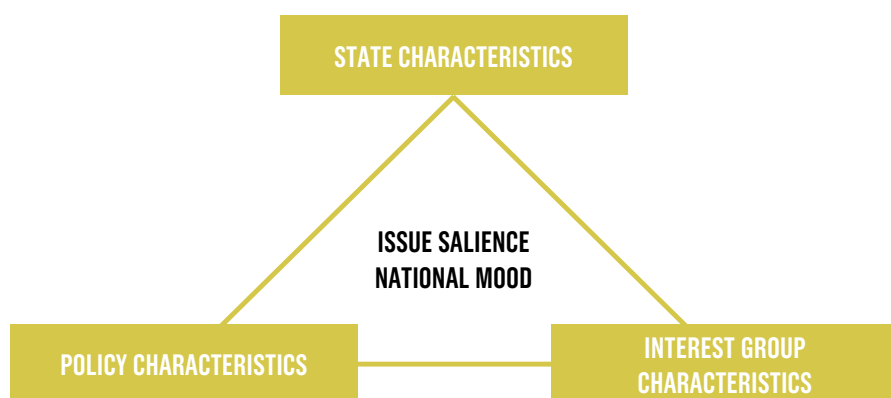 STATE CHARACTERISTICS
ISSUE SALIENCE
NATIONAL MOOD
POLICY CHARACTERISTICS
INTEREST GROUP
CHARACTERISTICS